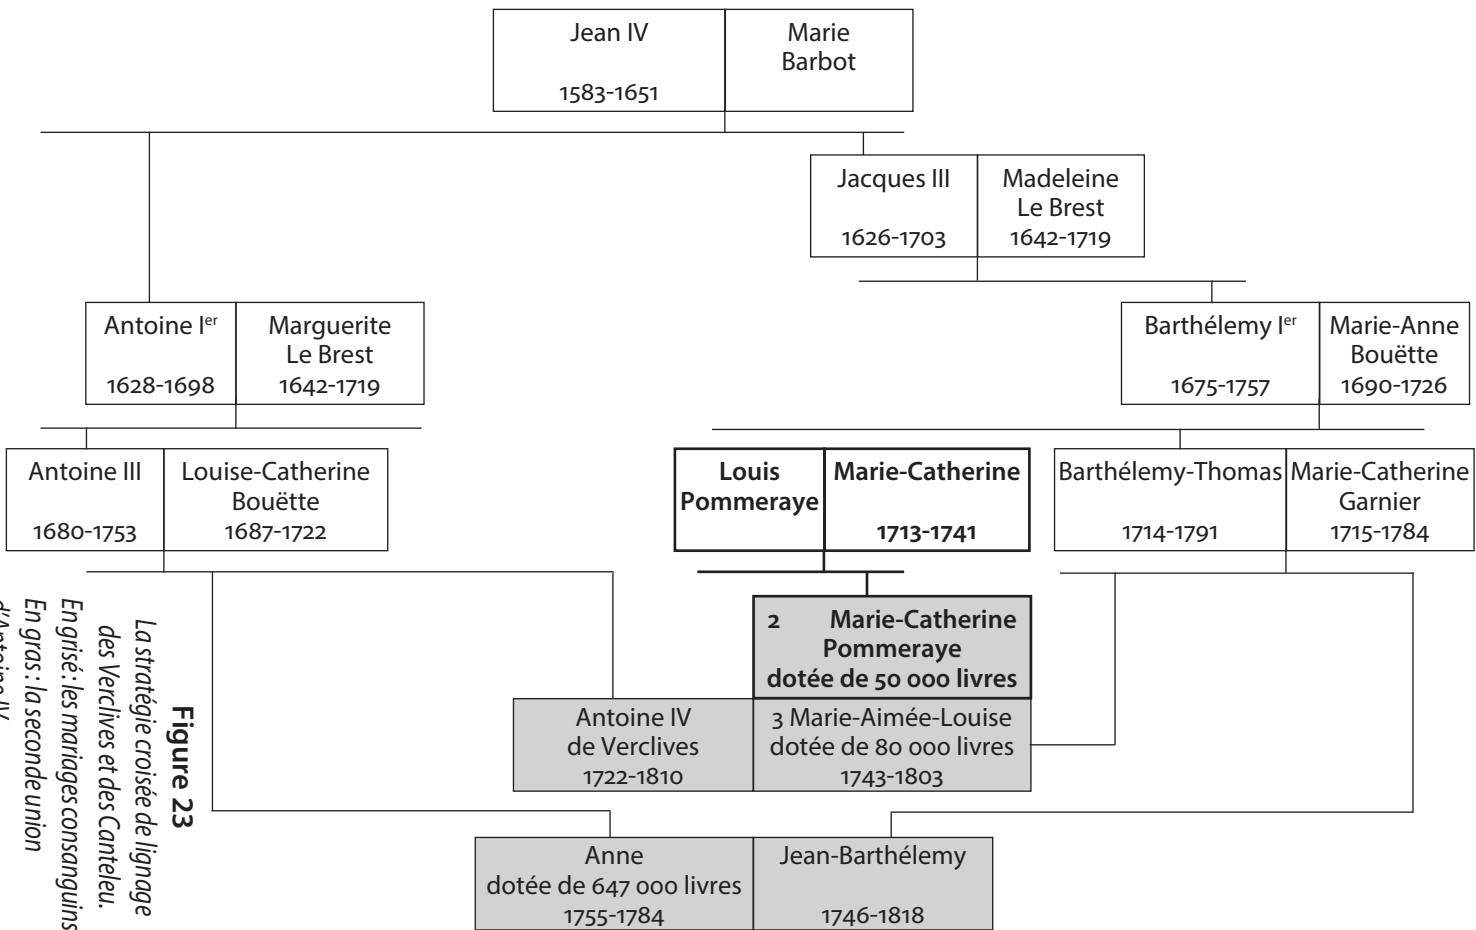 Jean IV
1583-1651
Marie
Barbot
Jacques III
1626-1703
Madeleine
Le Brest
1642-1719
Antoine Ier
1628-1698
Marguerite
Le Brest
1642-1719
Barthélemy Ier
1675-1757
Marie-Anne
Bouëtte
1690-1726
Antoine III
1680-1753
Louise-Catherine
Bouëtte
1687-1722
Louis
Pommeraye
Marie-Catherine
1713-1741
Barthélemy-Thomas
1714-1791
Marie-Catherine
Garnier
1715-1784
2 Marie-Catherine
Pommeraye
dotée de 50 000 livres
Antoine IV
de Verclives
1722-1810
3 Marie-Aimée-Louise
dotée de 80 000 livres
1743-1803
Anne
dotée de 647 000 livres
1755-1784
Jean-Barthélemy
1746-1818
Figure 23
La stratégie croisée de lignage
des Verclives et des Canteleu.
En grisé : les mariages consanguins
En gras : la seconde union
d'Antoine IV